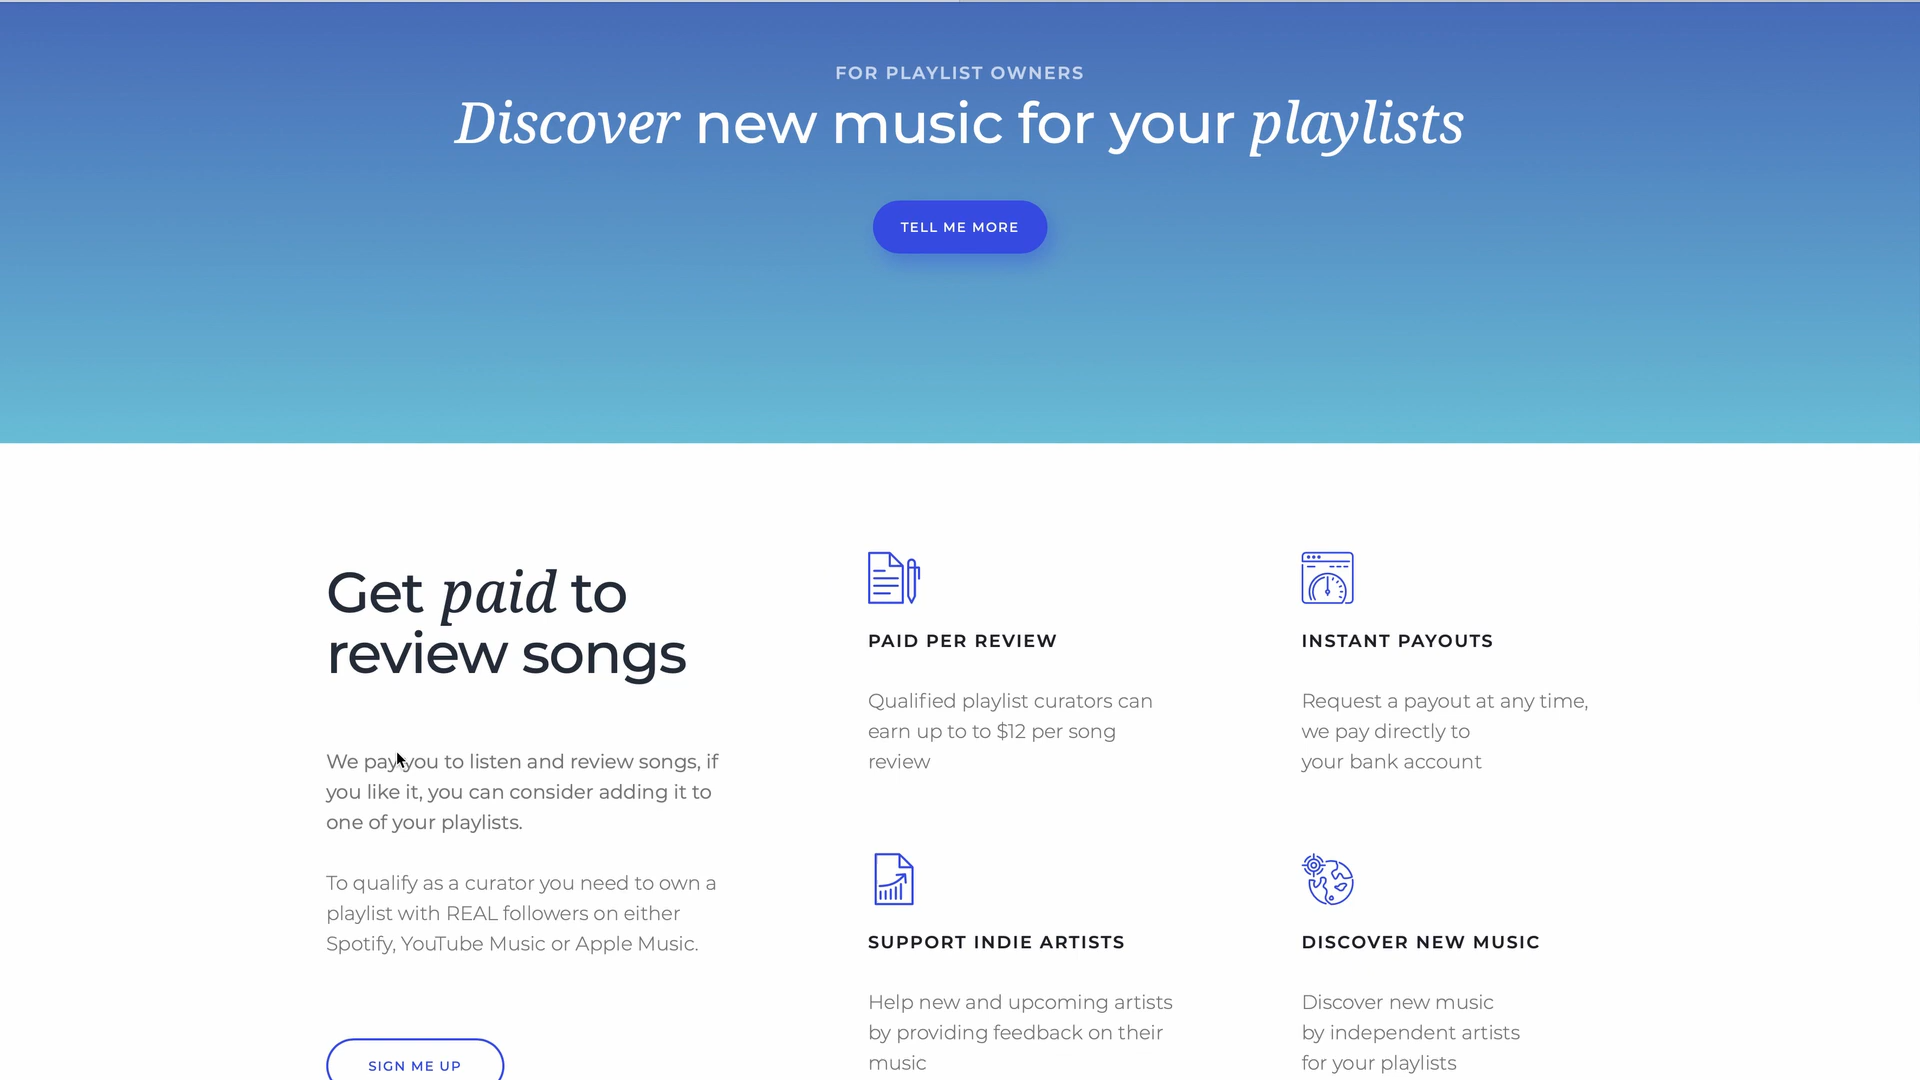 FOR PLAYLIST OWNERS
Discover new music for your playlists
TELL ME MORE
Get paid to
review songs
We pay you to listen and review songs, if
you like it, you can consider adding it to
one of your playlists.
To qualify as a curator you need to own a
playlist with REAL followers on either
Spotify, YouTube Music or Apple Music.
SIGN ME UP
PAID PER REVIEW
Qualified playlist curators can
earn up to to $12 per song
review
INSTANT PAYOUTS
Request a payout at any time,
we pay directly to
your bank account
SUPPORT INDIE ARTISTS
Help new and upcoming artists
by providing feedback on their
music
DISCOVER NEW MUSIC
Discover new music
by independent artists
for your playlists